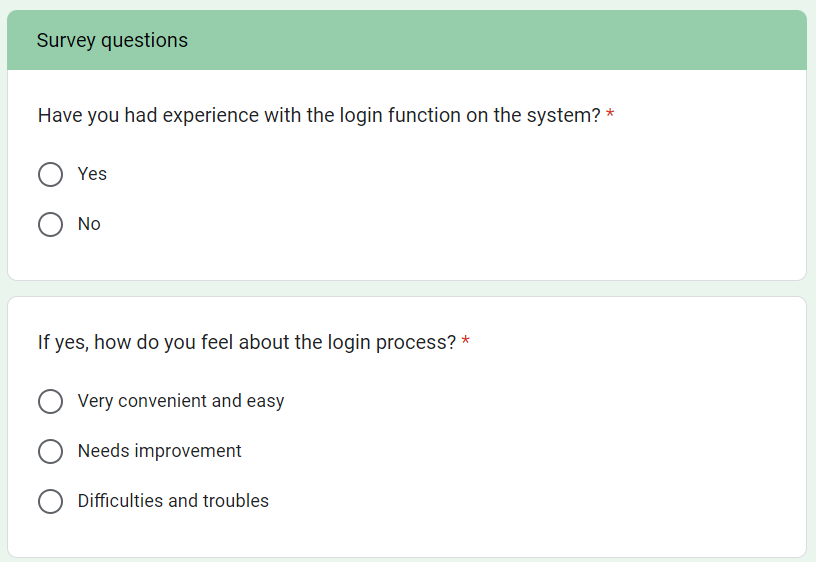 Survey questions
Have you had experience with the login function on the system? *
Yes
No
If yes, how do you feel about the login process? *
Very convenient and easy
Needs improvement
Difficulties and troubles